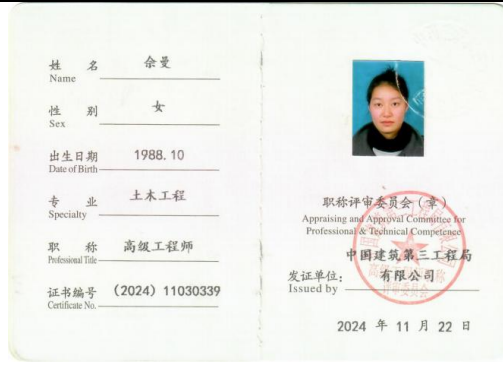 姓 名 佘曼
Name
性 别 女
Sex
出生日期 1988.10
Date of Birth
专 业 土木工程
Specialty
职 称 高级工程师
Professional Title
证书编号 (2024) 11030339
Certificate No.
职称评审委员会(章)
Appraising and Approval Committee for
Professional & Technical Competence
中国建筑第三工程局
发证单位: 有限公司
Issued by
2024 年 11 月 22 日